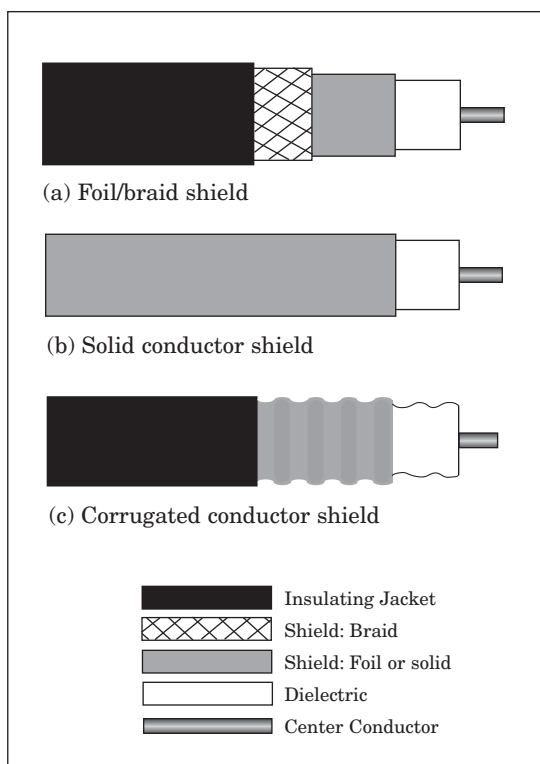 (a) Foil/braid shield
(b) Solid conductor shield
(c) Corrugated conductor shield
Insulating Jacket
Shield: Braid
Shield: Foil or solid
Dielectric
Center Conductor